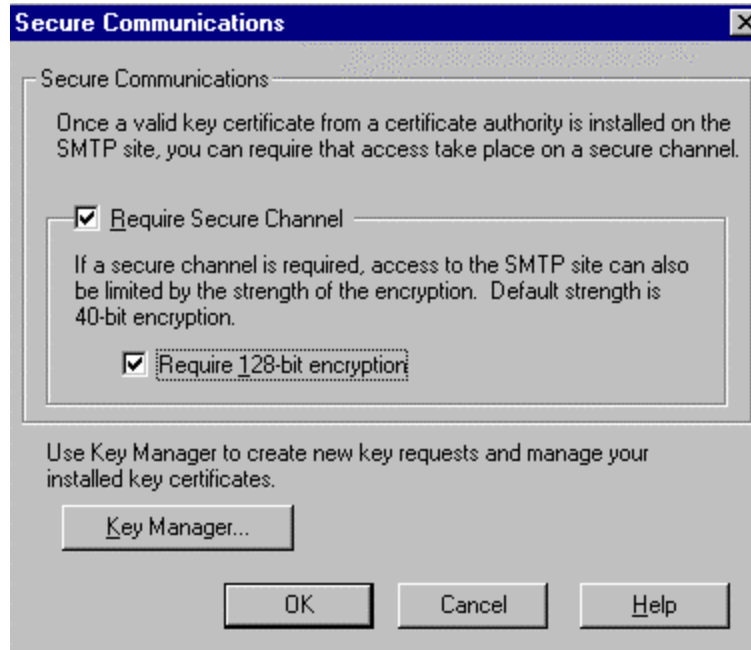 Secure Communications
Secure Communications
Once a valid key certificate from a certificate authority is installed on the
SMTP site, you can require that access take place on a secure channel.
Require Secure Channel
If a secure channel is required, access to the SMTP site can also
be limited by the strength of the encryption.  Default strength is
40-bit encryption.
Require 128-bit encryption
Use Key Manager to create new key requests and manage your
installed key certificates.
Key Manager...
OK Cancel Help